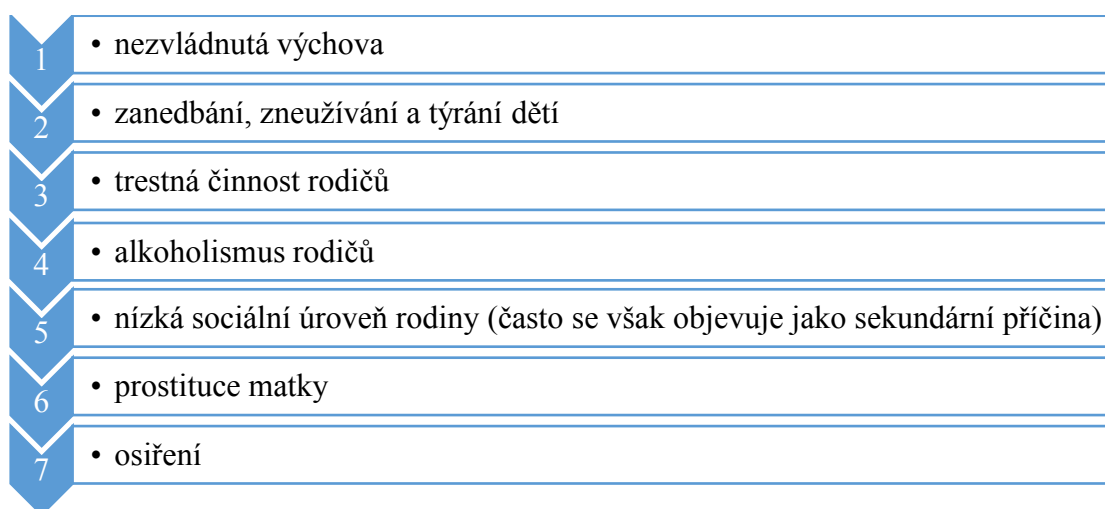 1 • nezvládnutá výchova
2 • zanedbání, zneužívání a týrání dětí
3 • trestná činnost rodičů
4 • alkoholismus rodičů
5 • nízká sociální úroveň rodiny (často se však objevuje jako sekundární příčina)
6 • prostituce matky
7 • osiření